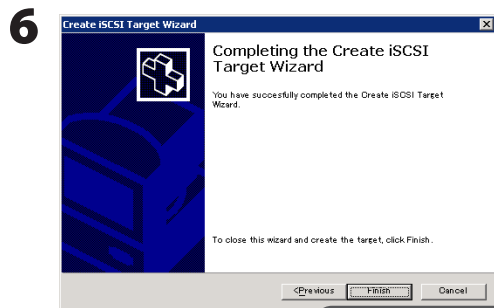 6
Create iSCSI Target Wizard
Completing the Create iSCSI
Target Wizard
You have succesfully completed the Create iSCSI Target
Wizard.
To close this wizard and create the target, click Finish.
<Previous Finish Cancel